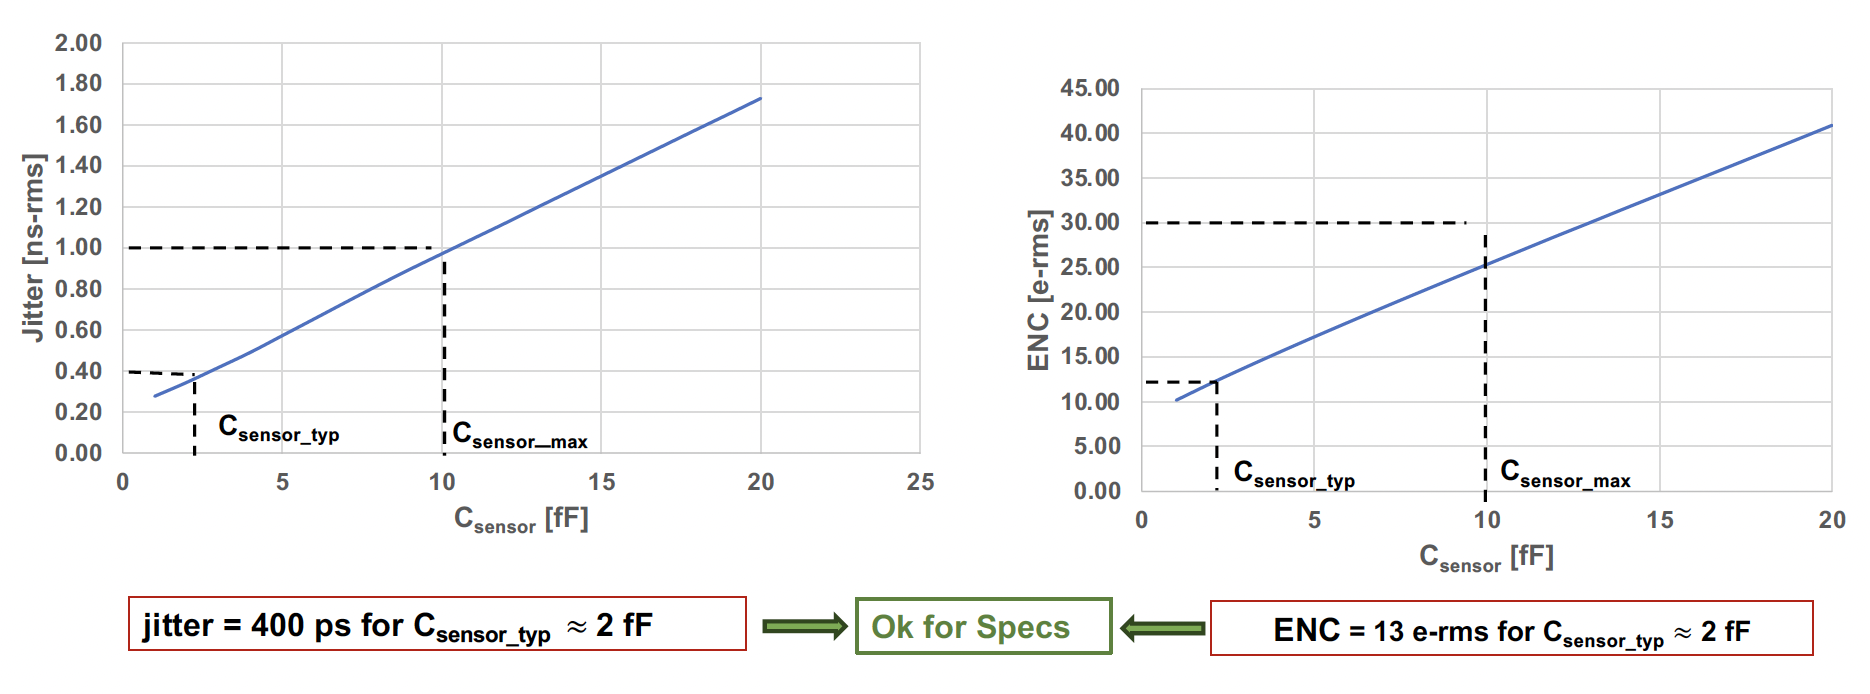 2.00
1.80
1.60
1.40
1.20
1.00
0.80
0.60
0.40
0.20
0.00
Jitter [ns-rms]
Csensor_typ
Csensor_max
0 5 10 15 20 25
Csensor [fF]
45.00
40.00
35.00
30.00
25.00
20.00
15.00
10.00
5.00
0.00
ENC [e-rms]
Csensor_typ
Csensor_max
0 5 10 15 20
Csensor [fF]
jitter = 400 ps for Csensor_typ ≈ 2 fF
Ok for Specs
ENC = 13 e-rms for Csensor_typ ≈ 2 fF